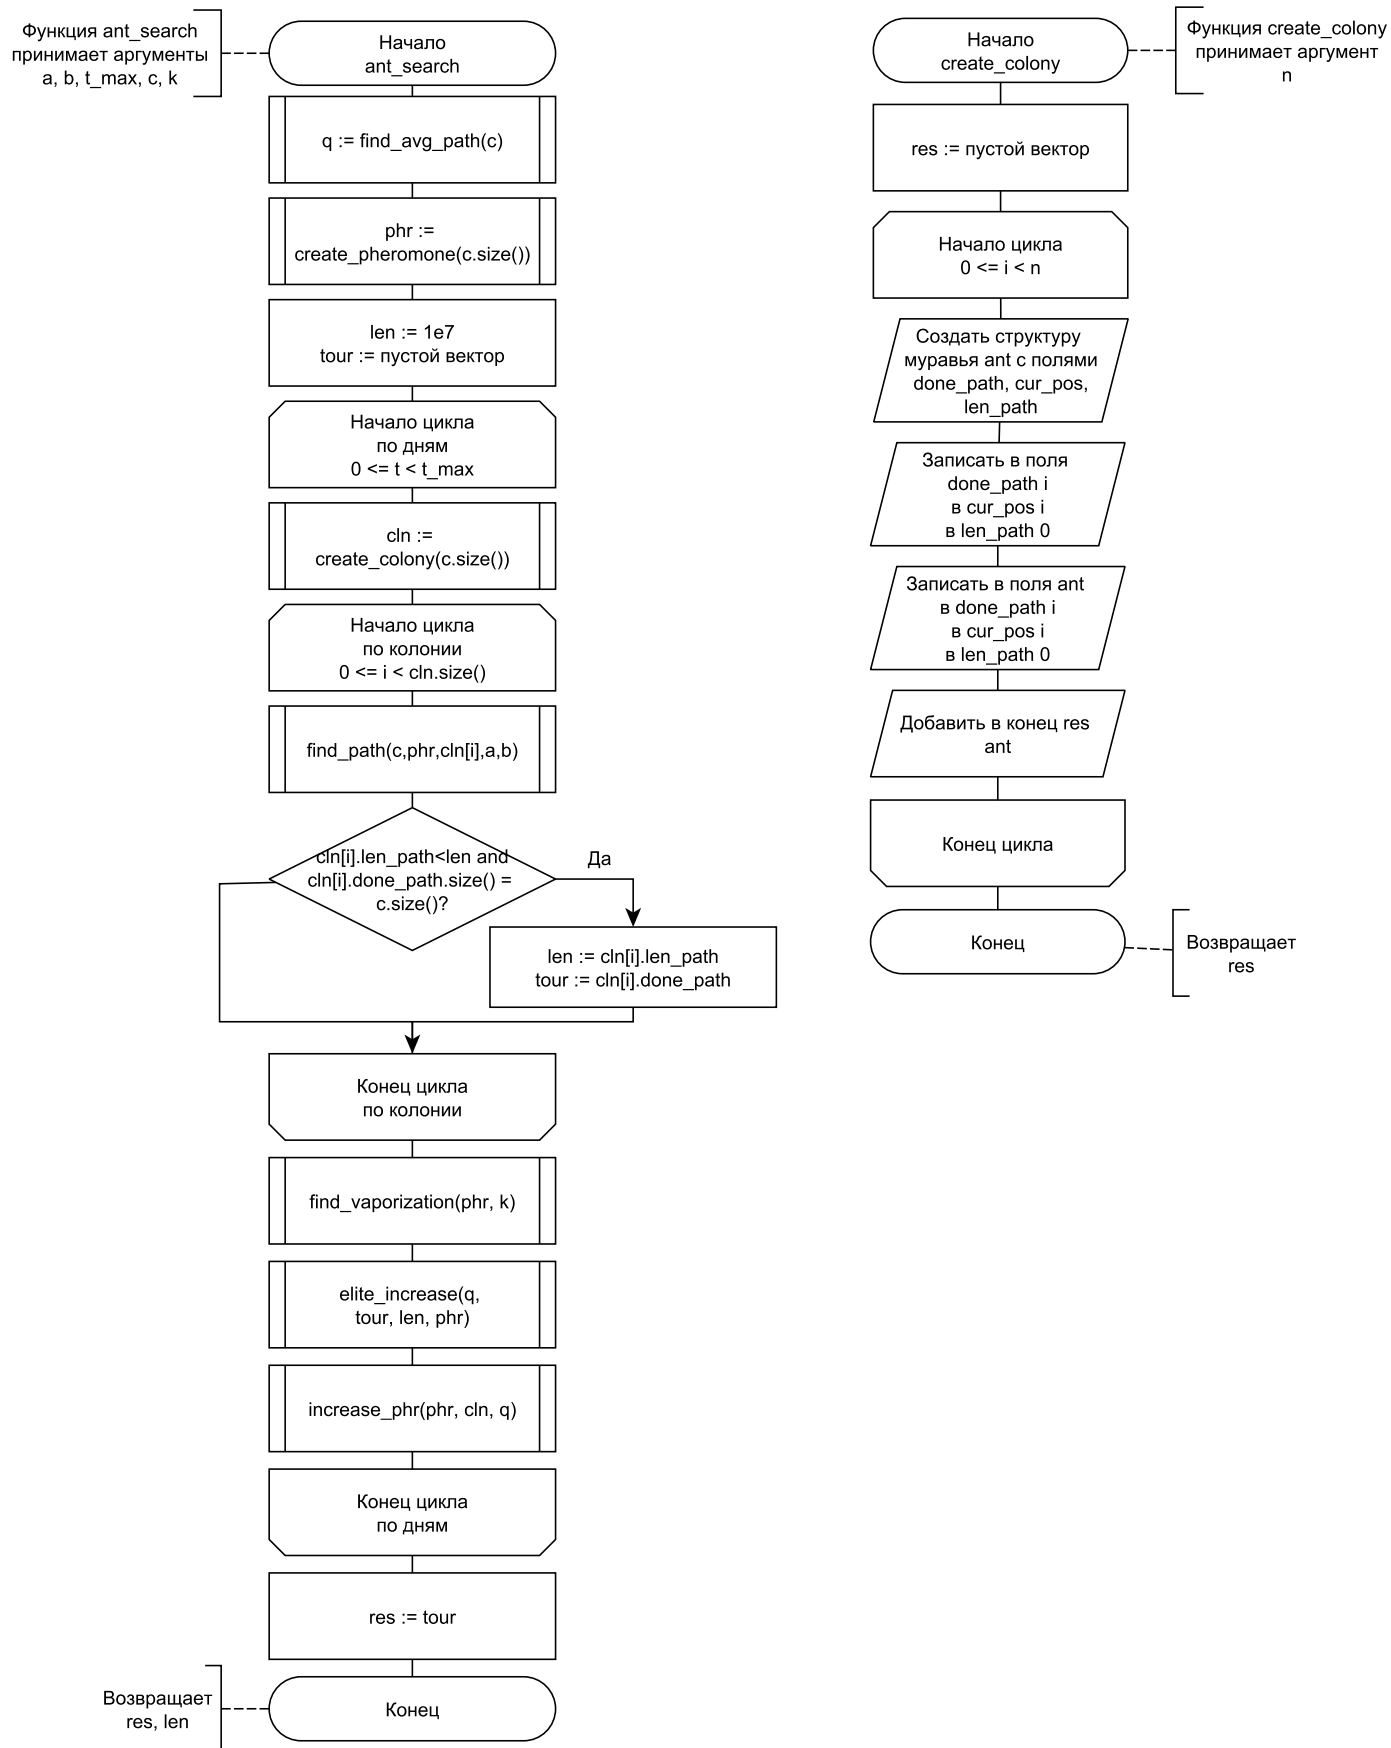 Функция ant_search
принимает аргументы
a, b, t_max, c, k
Начало
ant_search
q := find_avg_path(c)
phr :=
create_pheromone(c.size())
len := 1e7
tour := пустой вектор
Начало цикла
по дням
0 <= t < t_max
cln :=
create_colony(c.size())
Начало цикла
по колонии
0 <= i < cln.size()
find_path(c,phr,cln[i],a,b)
cln[i].len_path<len and
cln[i].done_path.size() =
c.size()?
Да
len := cln[i].len_path
tour := cln[i].done_path
Конец цикла
по колонии
find_vaporization(phr, k)
elite_increase(q,
tour, len, phr)
increase_phr(phr, cln, q)
Конец цикла
по дням
res := tour
Возвращает
res, len
Конец
Начало
create_colony
Функция create_colony
принимает аргумент
n
res := пустой вектор
Начало цикла
0 <= i < n
Создать структуру
муравья ant с полями
done_path, cur_pos,
len_path
Записать в поля
done_path i
в cur_pos i
в len_path 0
Записать в поля ant
в done_path i
в cur_pos i
в len_path 0
Добавить в конец res
ant
Конец цикла
Конец
Возвращает
res